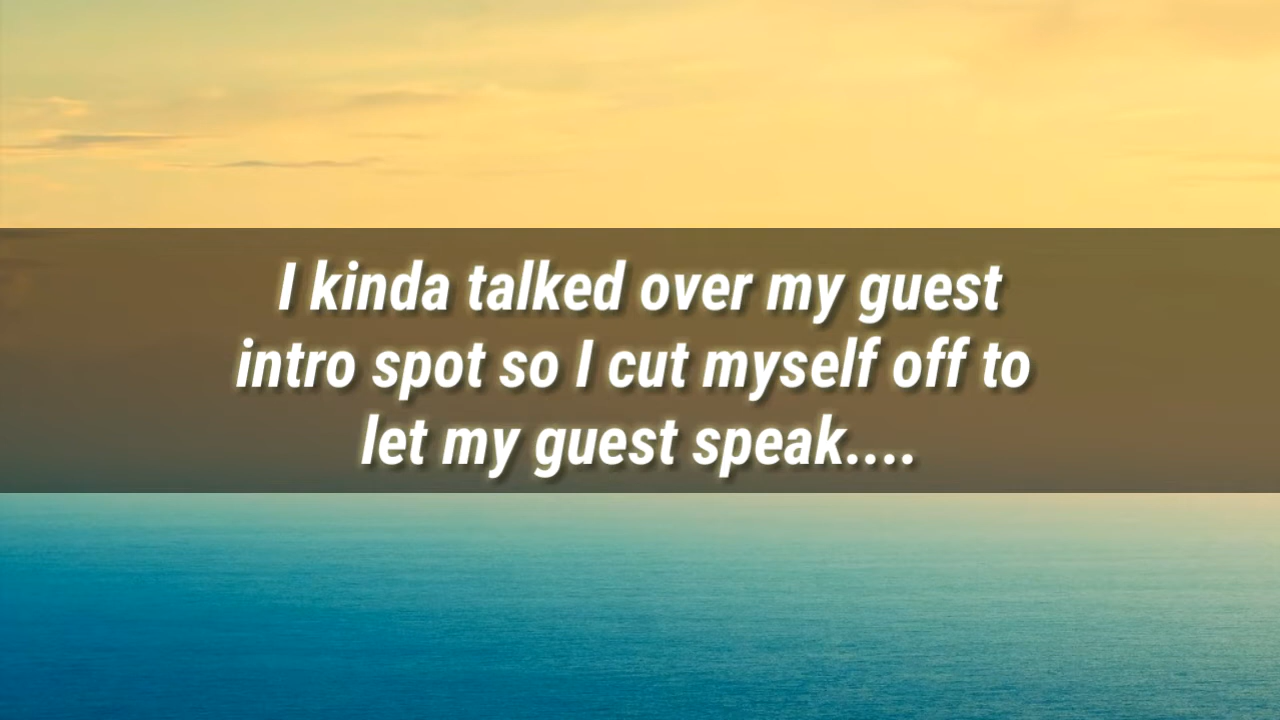 I kinda talked over my guest
intro spot so I cut myself off to
let my guest speak....